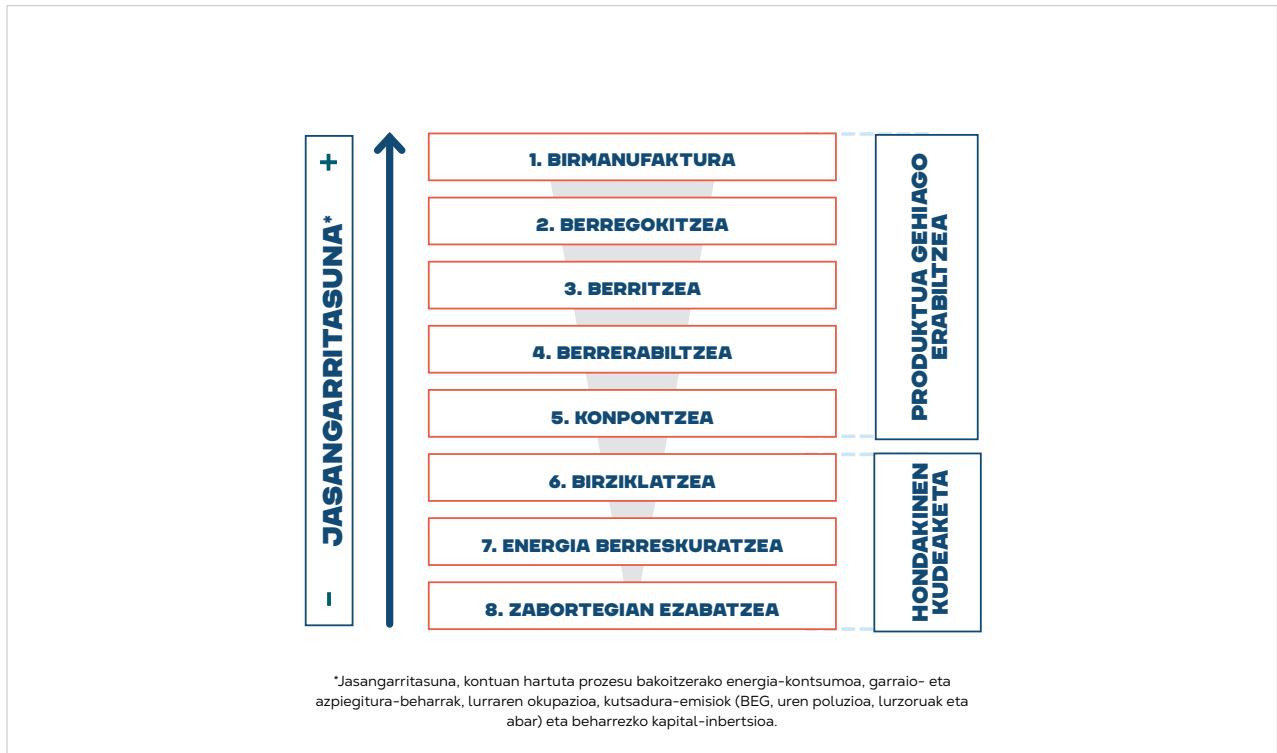 +
JASANGARRITASUNA*
-
1. BIRMANUFAKTURA
2. BERREGOKITZEA
3. BERRITZEA
4. BERRERABILTZEA
5. KONPONTZEA
6. BIRZIKLATZEA
7. ENERGIA BERRESKURATZEA
8. ZABORTEGIAN EZABATZEA
PRODUKTUA GEHIAGO
ERABILTZEA
HONDAKINEN
KUDEAKETA
*Jasangarritasuna, kontuan hartuta prozesu bakoitzerako energia-kontsumoa, garraio- eta
azpiegitura-beharrak, lurraren okupazioa, kutsadura-emisiok (BEG, uren poluzioa, lurzoruak eta
abar) eta beharrezko kapital-inbertsioa.